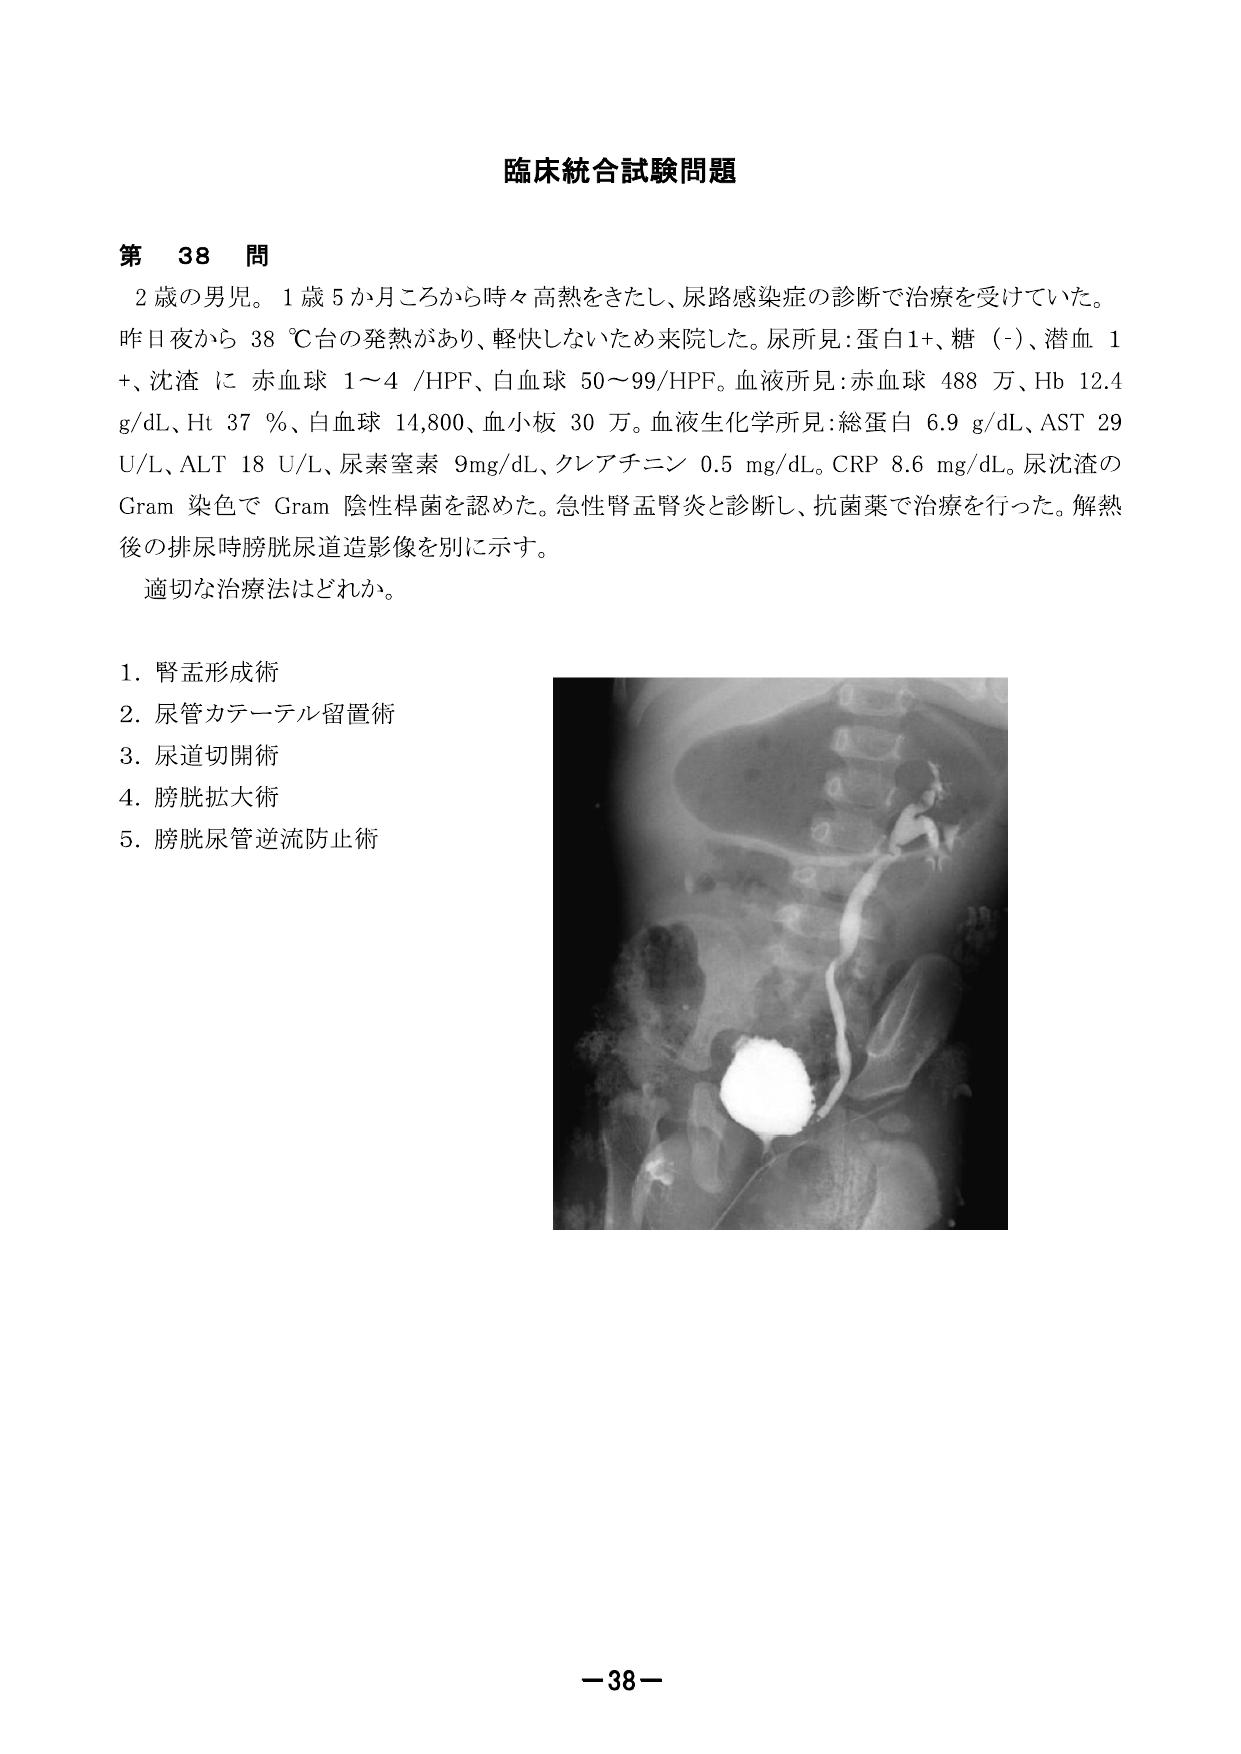 臨床統合試験問題
第 38 問
2 歳の男児。 1 歳 5 か月ころから時々高熱をきたし、尿路感染症の診断で治療を受けていた。
昨日夜から 38 ℃台の発熱があり、軽快しないため来院した。尿所見:蛋白1+、糖 (-)、潜血 1
+、沈渣 に 赤血球 1～4 /HPF、白血球 50～99/HPF。血液所見:赤血球 488 万、Hb 12.4
g/dL、Ht 37 %、白血球 14,800、血小板 30 万。血液生化学所見:総蛋白 6.9 g/dL、AST 29
U/L、ALT 18 U/L、尿素窒素 9mg/dL、クレアチニン 0.5 mg/dL。CRP 8.6 mg/dL。尿沈渣の
Gram 染色で Gram 陰性桿菌を認めた。急性腎盂腎炎と診断し、抗菌薬で治療を行った。解熱
後の排尿時膀胱尿道造影像を別に示す。
適切な治療法はどれか。
1. 腎盂形成術
2. 尿管カテーテル留置術
3. 尿道切開術
4. 膀胱拡大術
5. 膀胱尿管逆流防止術
－38－